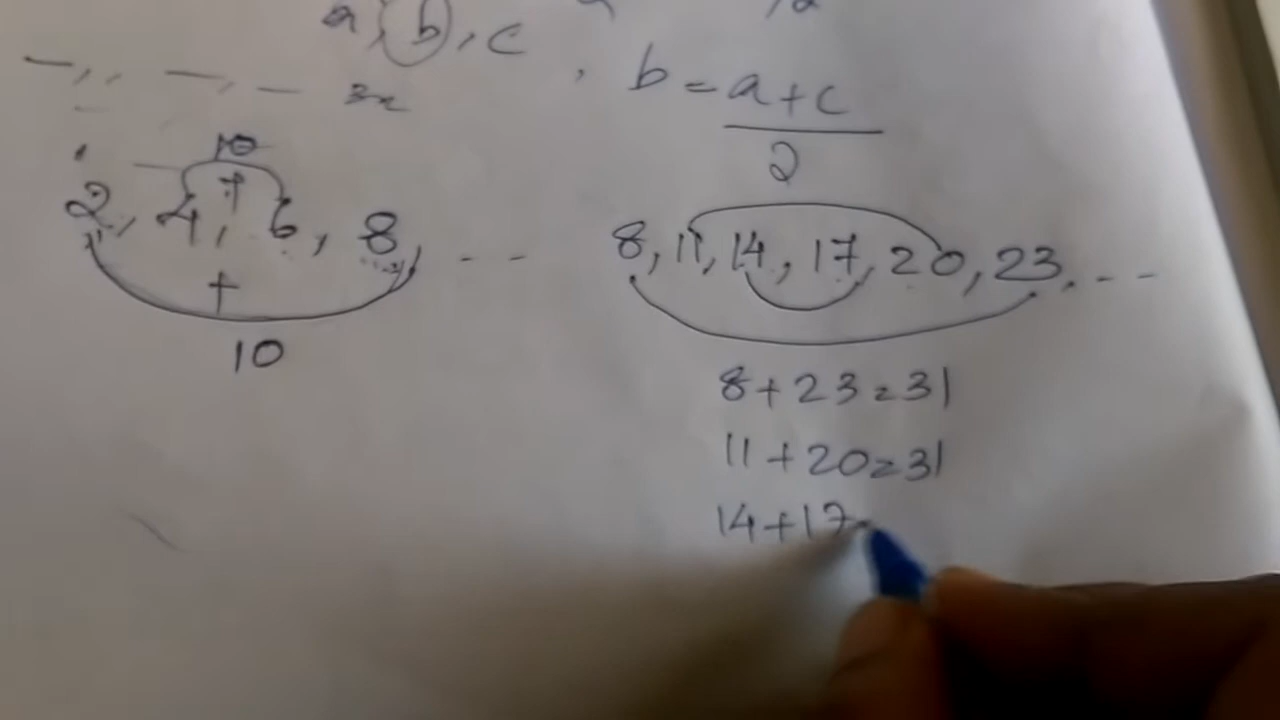 a, b, c
, b = a+c
2
10
2, 4, 6, 8, ...
+
+
10
8, 11, 14, 17, 20, 23, ...
8+23=31
11+20=31
14+17